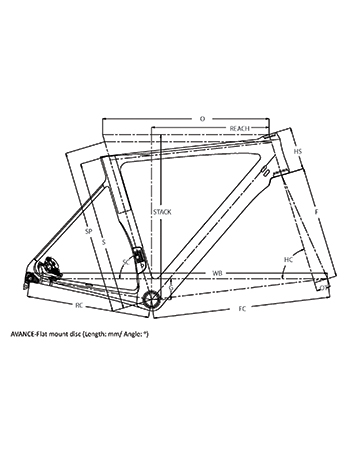 O
REACH
HS
STACK
SP
S
F
HC
WB
RC
FC
AVANCE-Flat mount disc (Length: mm/ Angle: °)